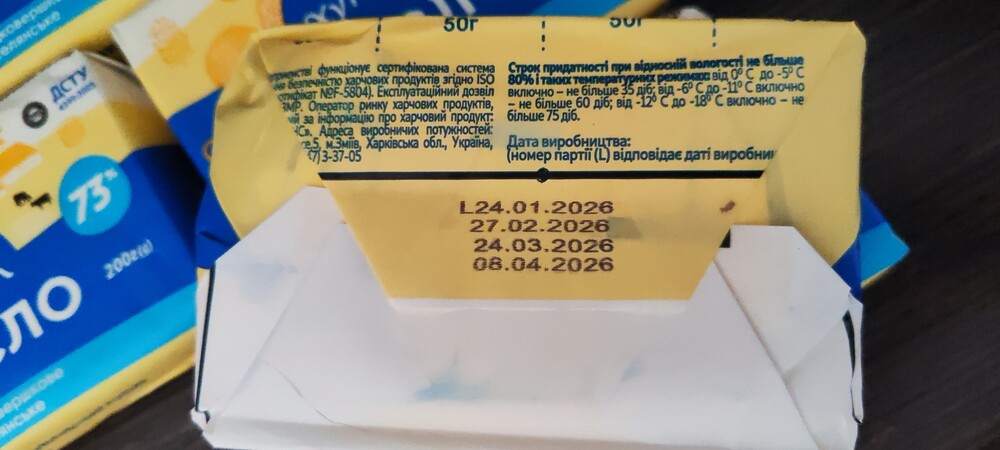 50г 50г
функціонує сертифікована система
безпечністю харчових продуктів згідно ISO
№F-5804). Експлуатаційний дозвіл
Оператор ринку харчових продуктів,
за інформацію про харчовий продукт:
Адреса виробничих потужностей:
5, м.Зміїв, Харківська обл., Україна,
7) 3-37-05
Строк придатності при відносній вологості не більше
80% і таких температурних режимах: від 0° С до -5° С
включно – не більше 35 діб; від -6° С до -11° С включно
– не більше 60 діб; від -12° С до -18° С включно – не
більше 75 діб.
Дата виробництва:
(номер партії (L) відповідає даті виробни
L24.01.2026
27.02.2026
24.03.2026
08.04.2026
ДСТУ
73%
200г(g)
ЛО